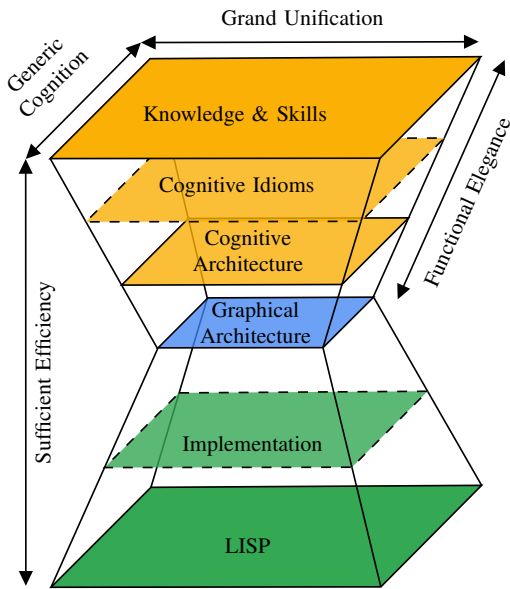 Grand Unification
Generic
Cognition
Knowledge & Skills
Cognitive Idioms
Functional Elegance
Cognitive
Architecture
Graphical
Architecture
Sufficient Efficiency
Implementation
LISP